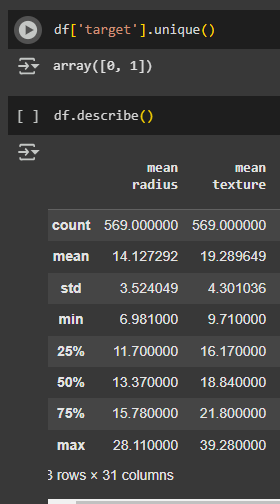 df['target'].unique()
array([0, 1])
[ ] df.describe()
mean mean
radius texture
count 569.000000 569.000000
mean 14.127292 19.289649
std 3.524049 4.301036
min 6.981000 9.710000
25% 11.700000 16.170000
50% 13.370000 18.840000
75% 15.780000 21.800000
max 28.110000 39.280000
rows × 31 columns